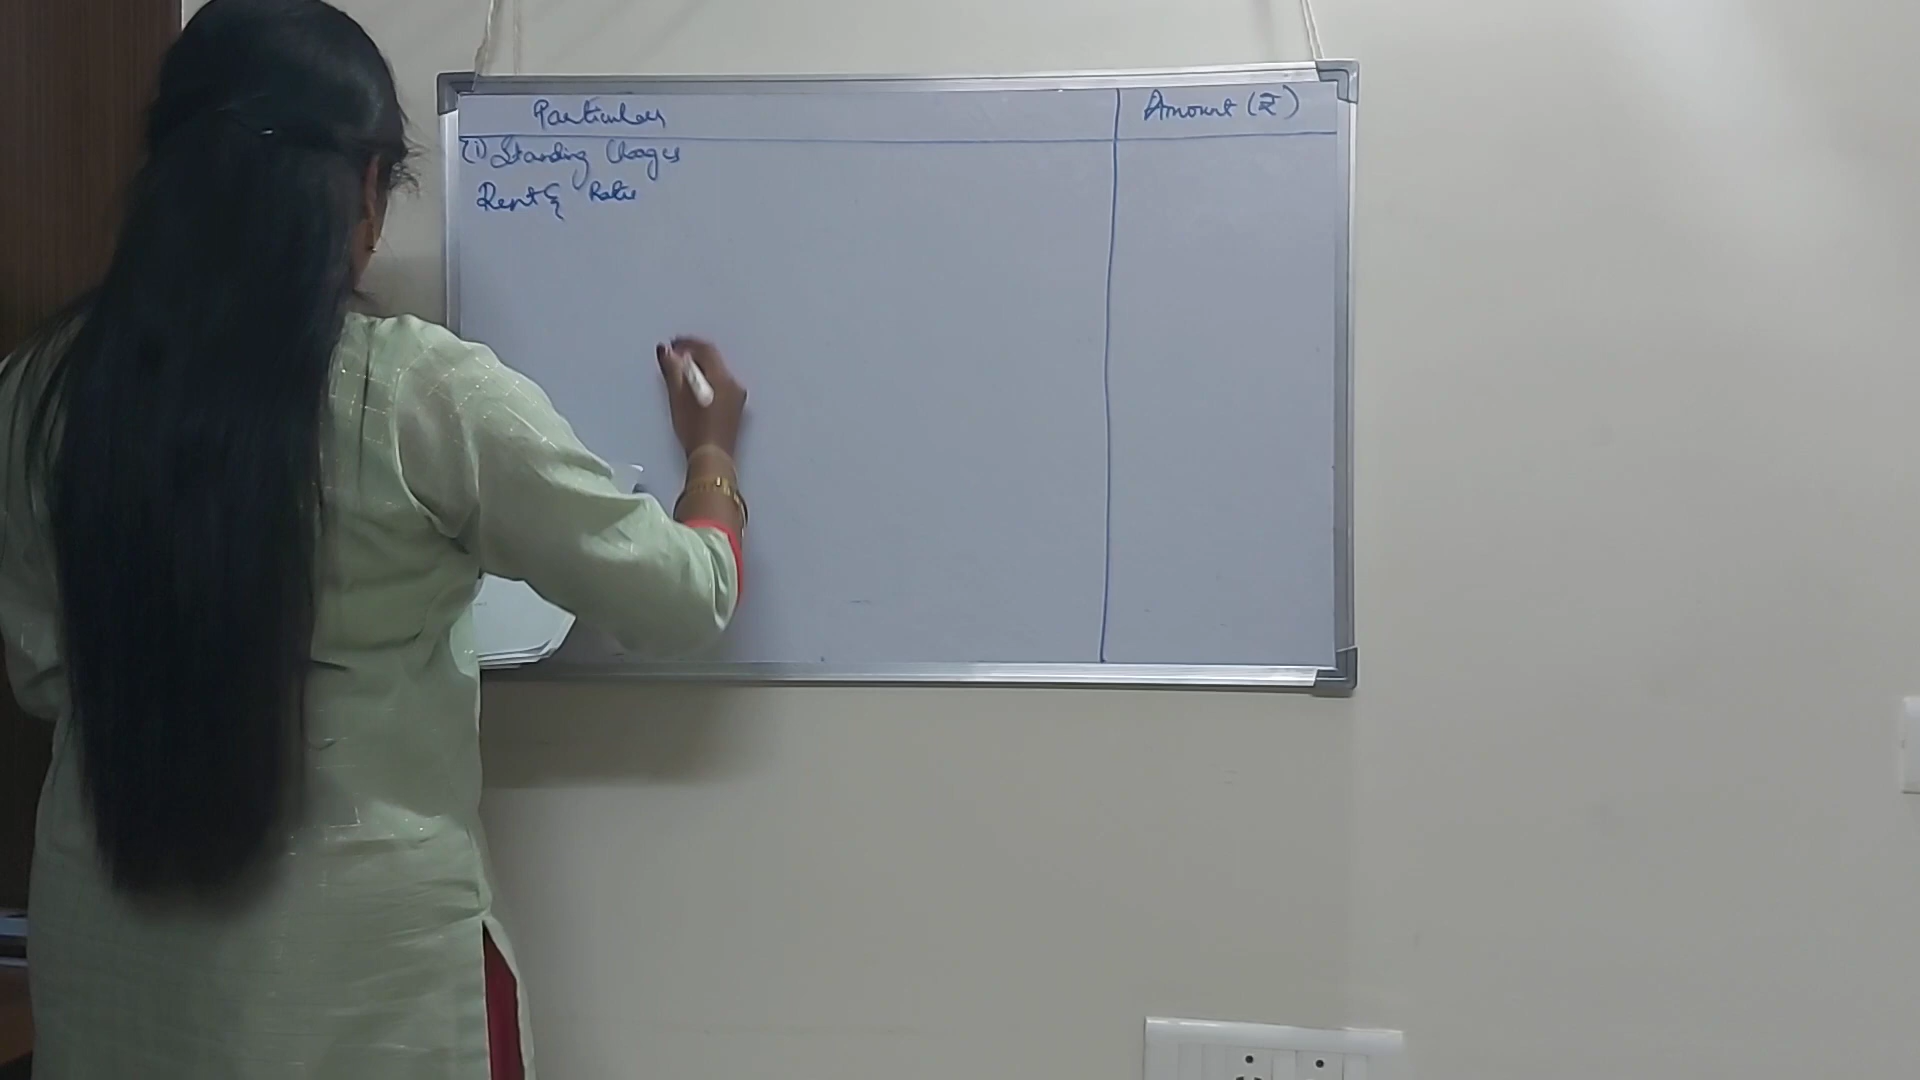 Particulars Amount (₹)
(1) Standing Charges
Rent & Rates